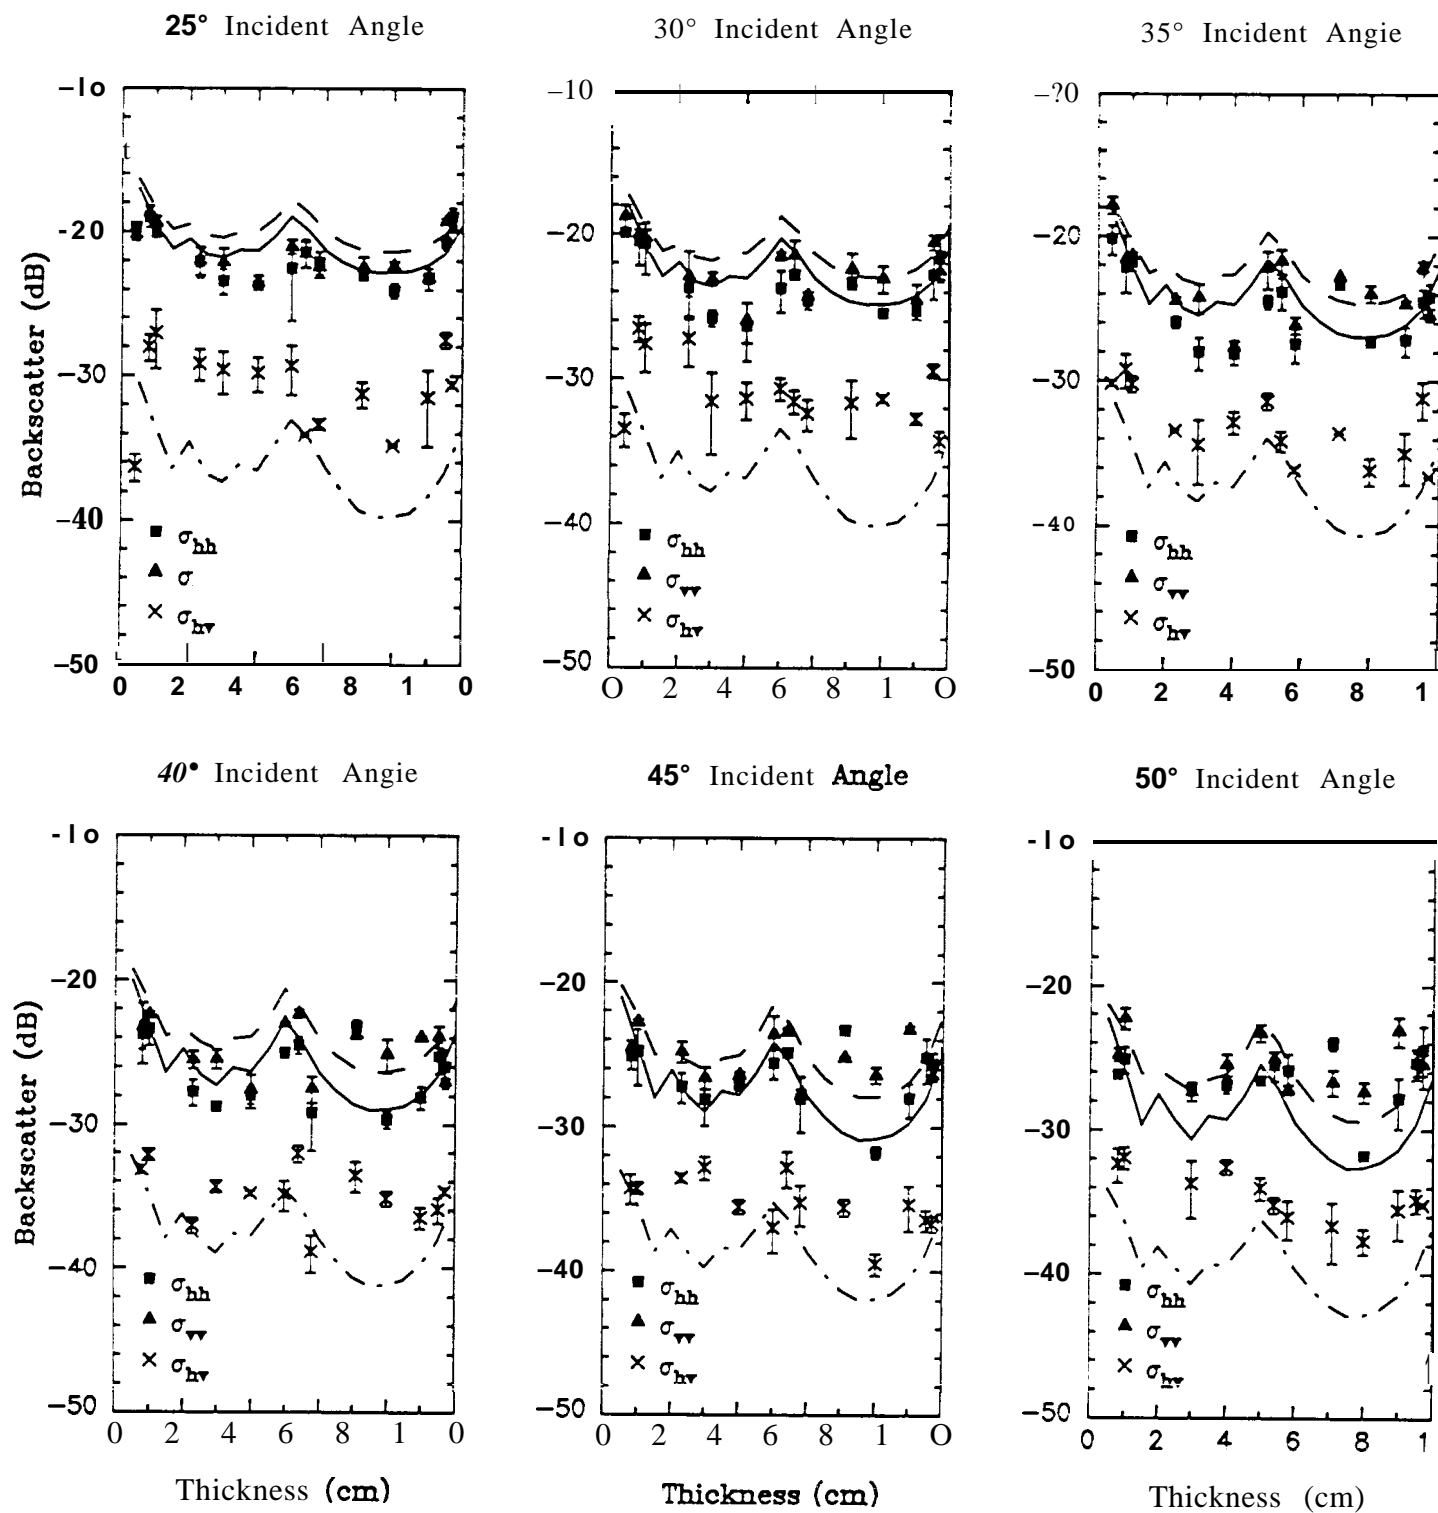 25° Incident Angle
30° Incident Angle
35° Incident Angie
Backscatter (dB)
-1o
t
-20
-30
-40
-50
σhh
σ
σhv
0 2 4 6 8 1 0
-10
-20
-30
-40
-50
σhh
σvv
σhv
O 2 4 6 8 1 O
-?0
-20
-30
-40
-50
σhh
σvv
σhv
0 2 4 6 8 1
40• Incident Angie
45° Incident Angle
50° Incident Angle
Backscatter (dB)
-1o
-20
-30
-40
-50
σhh
σvv
σhv
0 2 4 6 8 1 0
Thickness (cm)
-1o
-20
-30
-40
-50
σhh
σvv
σhv
0 2 4 6 8 1 O
Thickness (cm)
-1o
-20
-30
-40
-50
σhh
σvv
σhv
0 2 4 6 8 1
Thickness (cm)